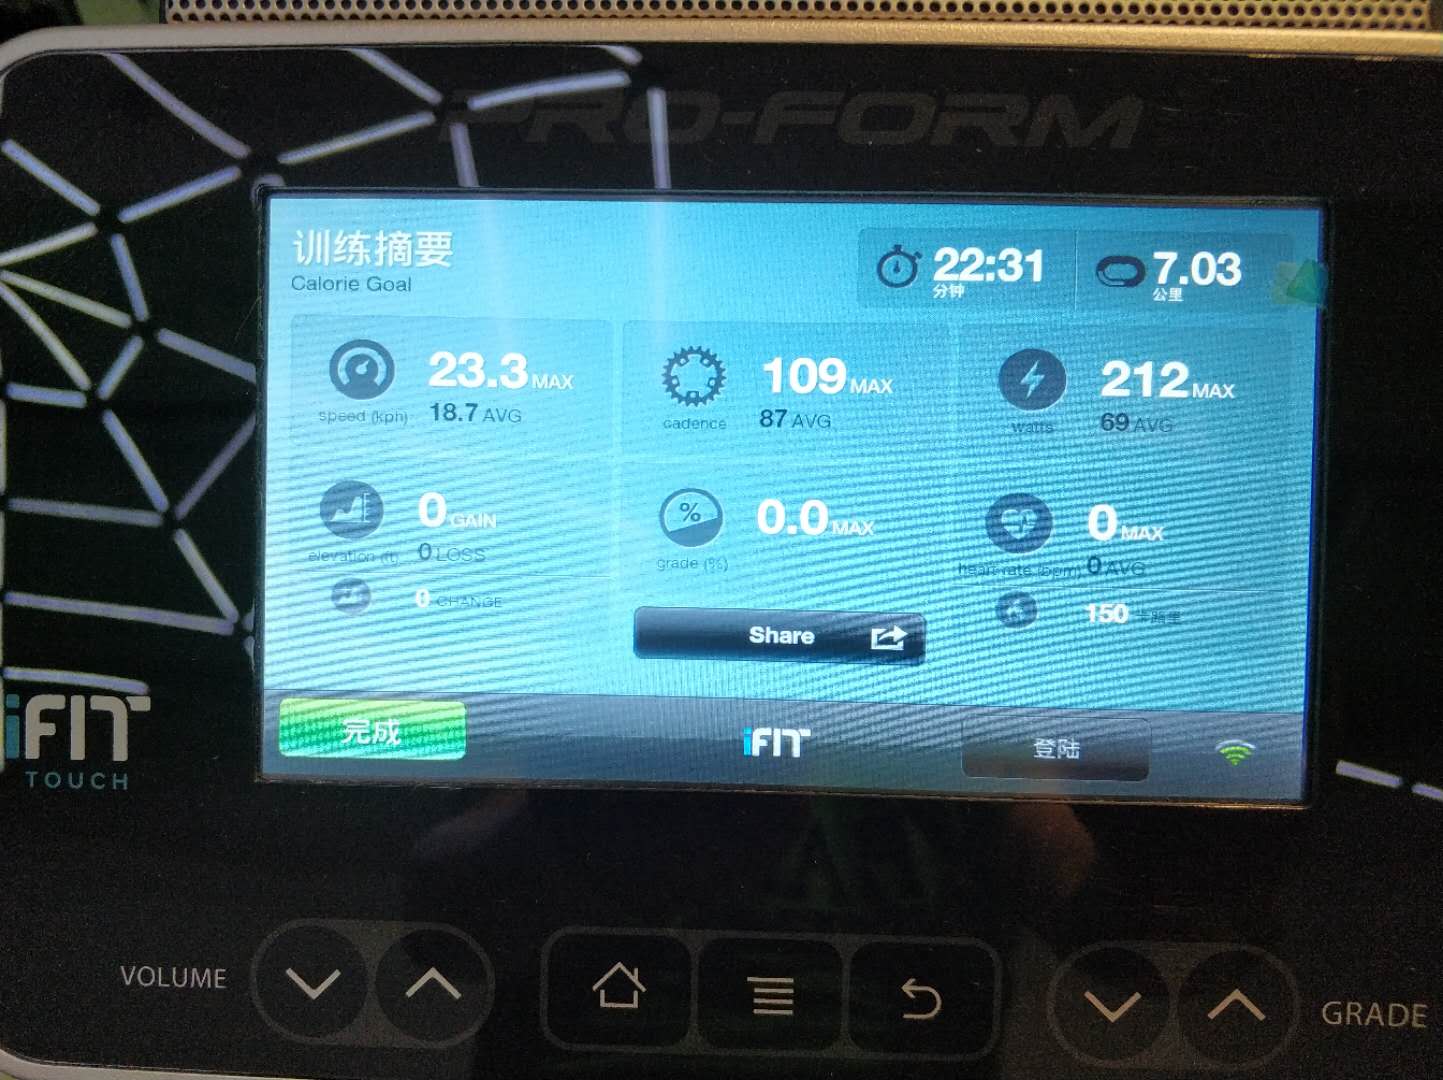 PRO-FORM
训练摘要
Calorie Goal
22:31
分钟
7.03
公里
23.3 MAX
speed (kph) 18.7 AVG
109 MAX
cadence 87 AVG
212 MAX
watts 69 AVG
0 GAIN
elevation (ft) 0 LOSS
0 CHANGE
%
0.0 MAX
grade (%)
0 MAX
heart rate (bpm) 0 AVG
150 卡路里
Share
完成
iFIT
登陆
iFIT
TOUCH
VOLUME
GRADE